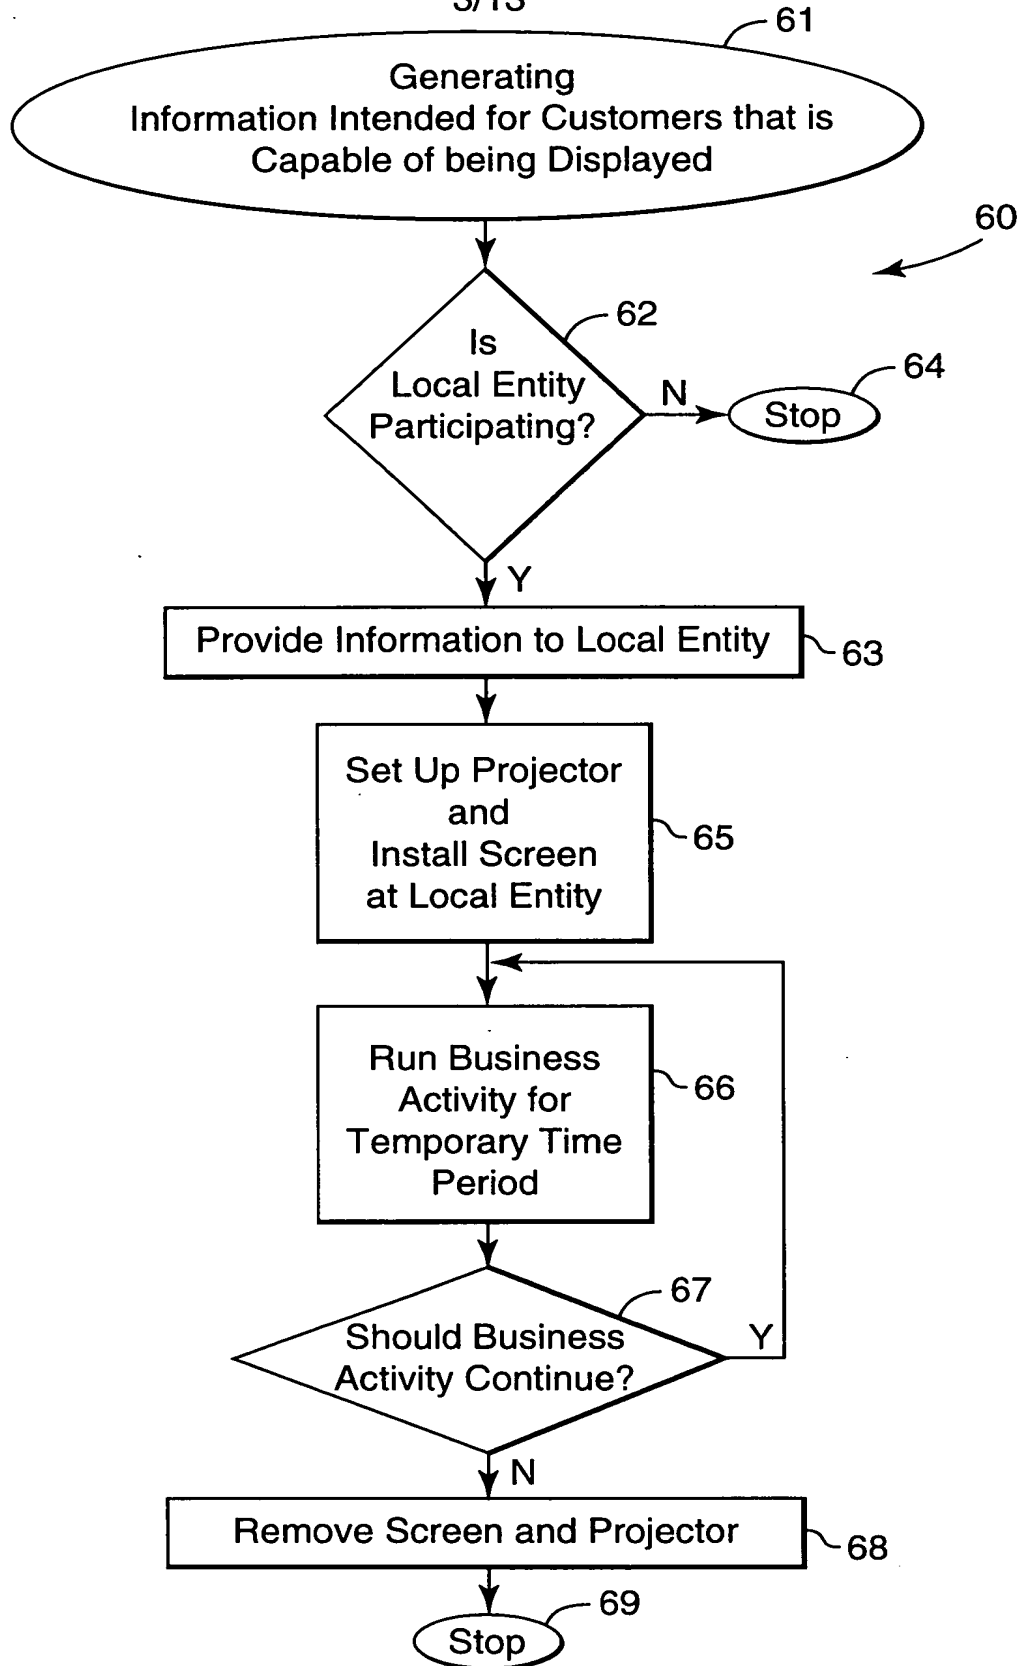 3/13
61
Generating
Information Intended for Customers that is
Capable of being Displayed
60
62
Is
Local Entity
Participating?
N
64
Stop
Y
Provide Information to Local Entity
63
Set Up Projector
and
Install Screen
at Local Entity
65
Run Business
Activity for
Temporary Time
Period
66
67
Should Business
Activity Continue?
Y
N
Remove Screen and Projector
68
69
Stop